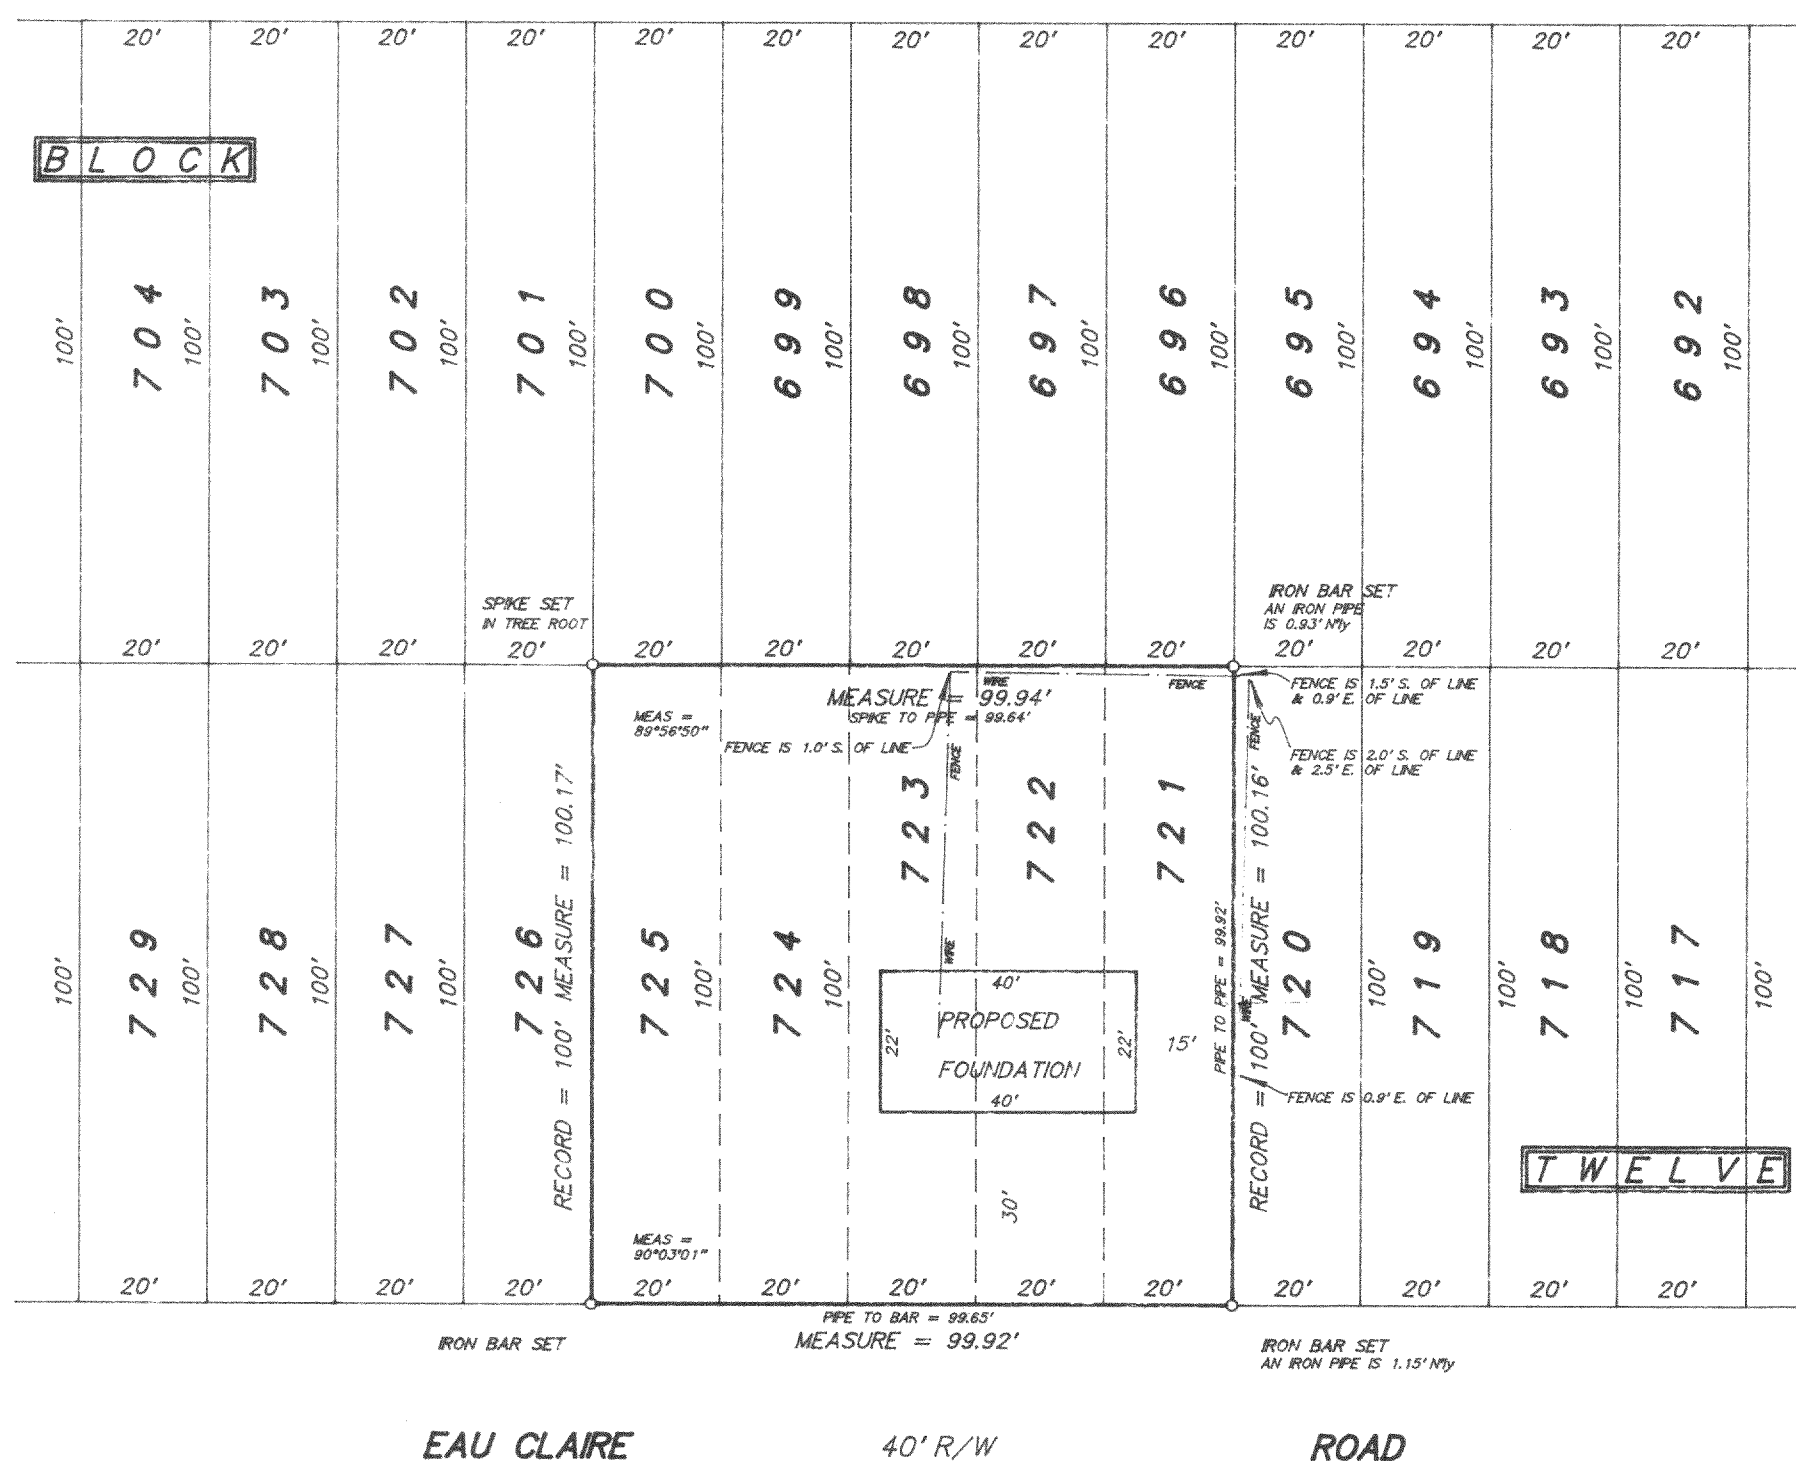 20' 20' 20' 20' 20' 20' 20' 20' 20' 20' 20' 20' 20'
BLOCK
100' 704 100' 703 100' 702 100' 701 100' 700 100' 699 100' 698 100' 697 100' 696 100' 695 100' 694 100' 693 100' 692 100'
SPIKE SET
IN TREE ROOT
IRON BAR SET
AN IRON PIPE
IS 0.93' N'ly
20' 20' 20' 20' 20' 20' 20' 20' 20' 20' 20' 20' 20'
WIRE
FENCE
MEASURE = 99.94'
SPIKE TO PIPE = 99.64'
MEAS =
89°56'50"
FENCE IS 1.0' S. OF LINE
FENCE
WIRE
FENCE IS 1.5' S. OF LINE
& 0.9' E. OF LINE
FENCE
FENCE IS 2.0' S. OF LINE
& 2.5' E. OF LINE
723 722 721
RECORD = 100' MEASURE = 100.17'
PIPE TO PIPE = 99.92'
RECORD = 100' MEASURE = 100.16'
WIRE
100' 729 100' 728 100' 727 100' 726 725 100' 724 100' 720 100' 719 100' 718 100' 717 100'
40'
PROPOSED
22' 22' 15'
FOUNDATION
40'
FENCE IS 0.9' E. OF LINE
TWELVE
30'
MEAS =
90°03'01"
20' 20' 20' 20' 20' 20' 20' 20' 20' 20' 20' 20' 20'
PIPE TO BAR = 99.65'
MEASURE = 99.92'
IRON BAR SET
IRON BAR SET
AN IRON PIPE IS 1.15' N'ly
EAU CLAIRE 40' R/W ROAD